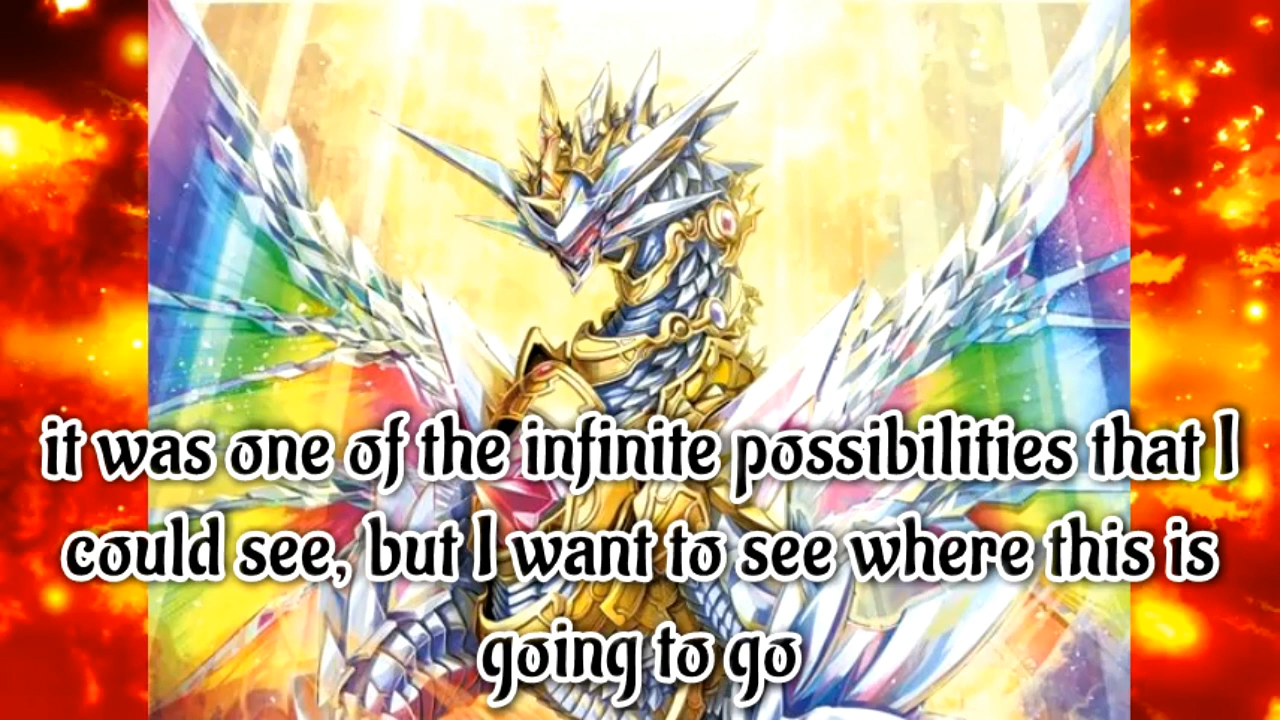 it was one of the infinite possibilities that I
could see, but I want to see where this is
going to go